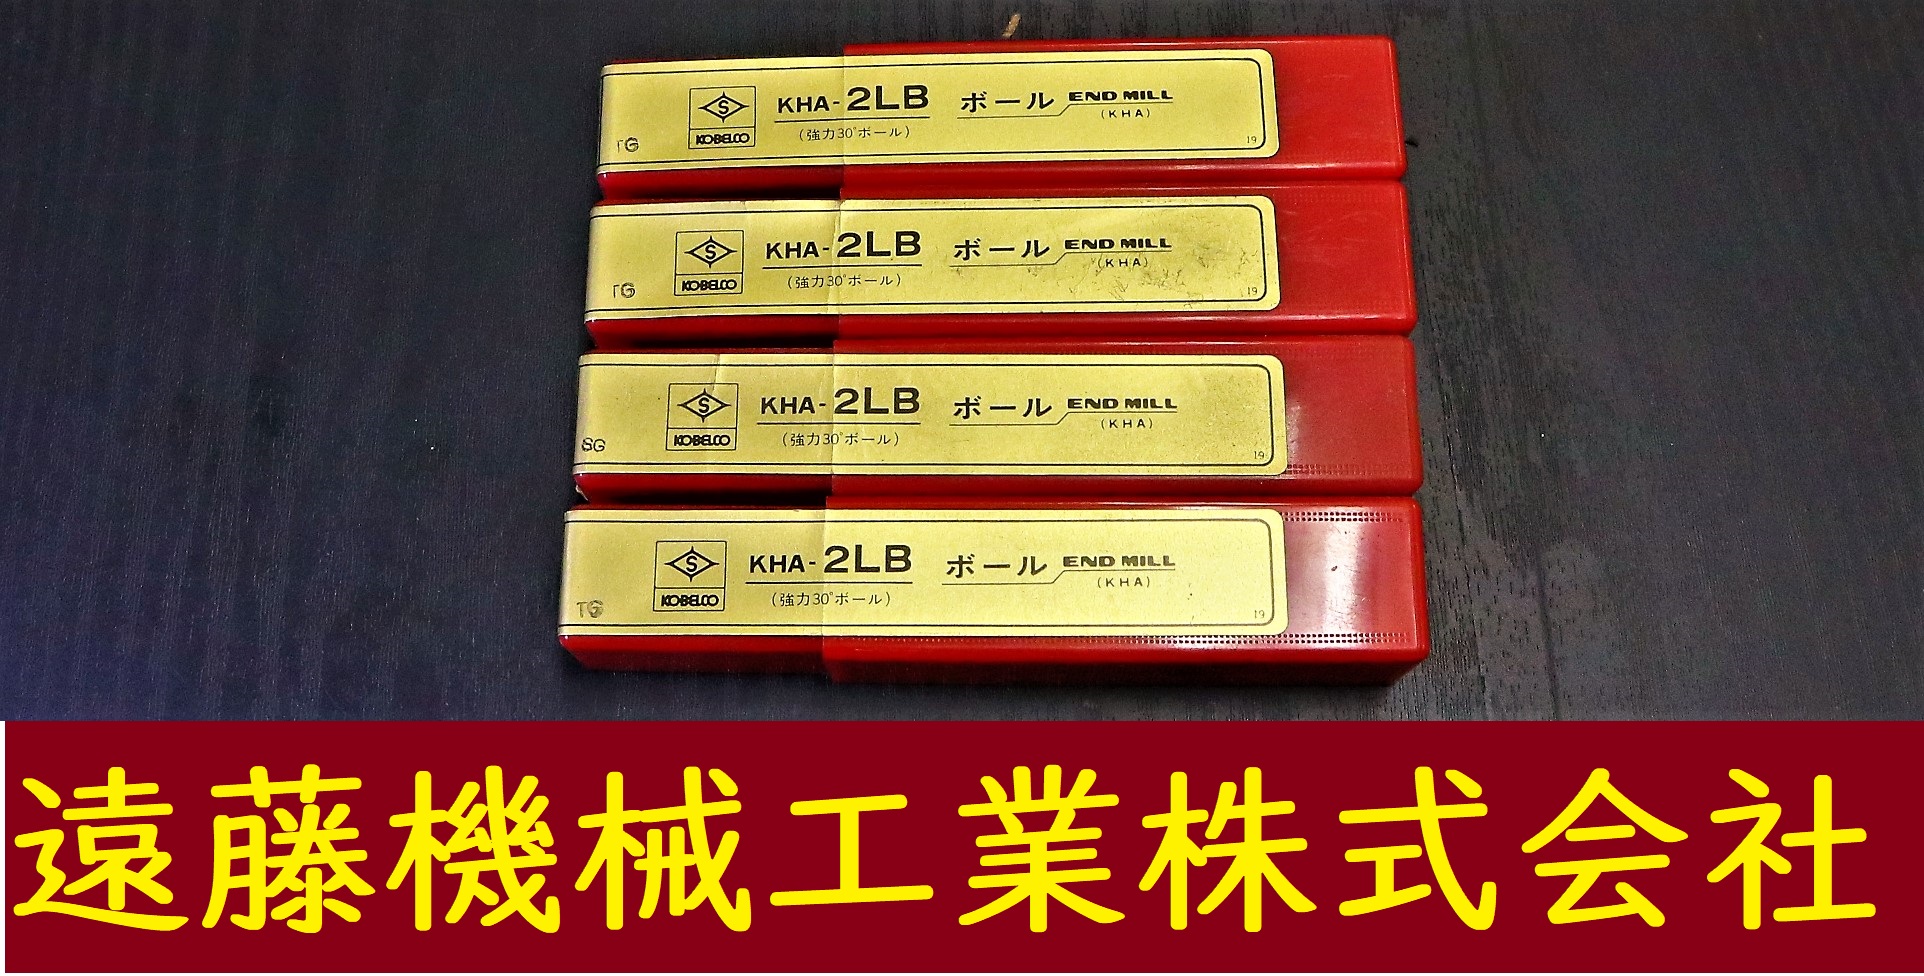 KHA-2LB ボール END MILL
S
(KHA)
KOBELCO (強力30°ボール)
TG 19
KHA-2LB ボール END MILL
S
(KHA)
KOBELCO (強力30°ボール)
TG 19
KHA-2LB ボール END MILL
S
(KHA)
KOBELCO (強力30°ボール)
SG 19
KHA-2LB ボール END MILL
S
(KHA)
KOBELCO (強力30°ボール)
TG 19
遠藤機械工業株式会社